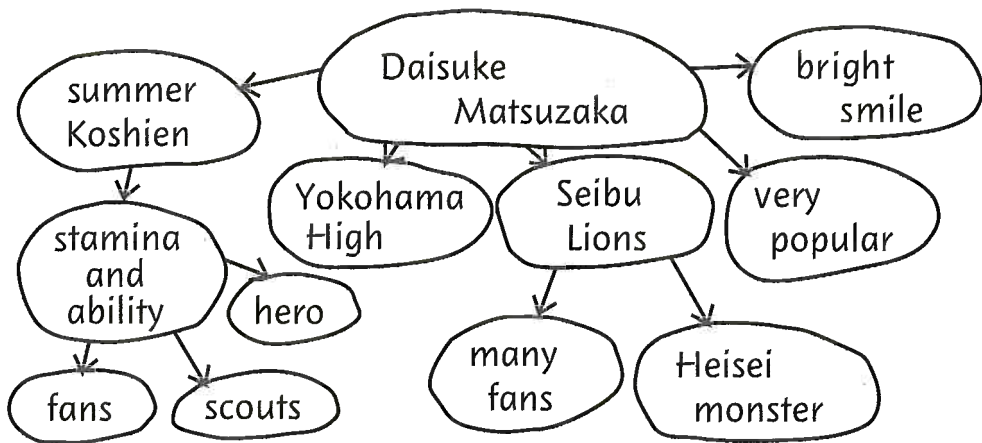 Daisuke
Matsuzaka
bright
smile
summer
Koshien
Yokohama
High
Seibu
Lions
very
popular
stamina
and
ability
hero
many
fans
Heisei
monster
fans
scouts